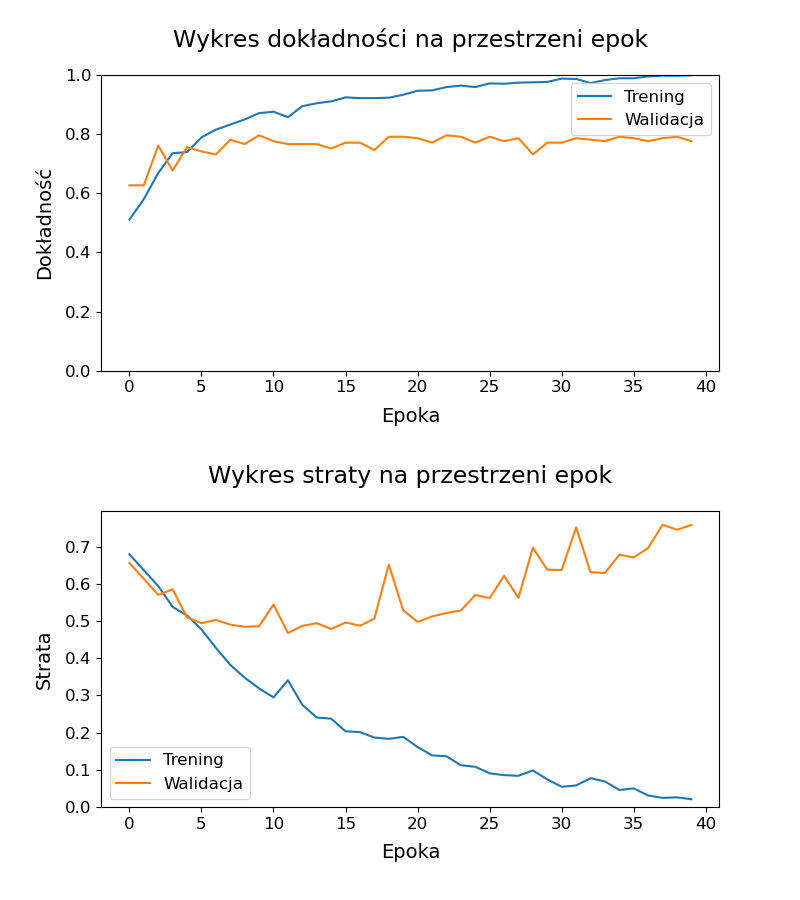 Wykres dokładności na przestrzeni epok
1.0
0.8
0.6
0.4
0.2
0.0
Dokładność
Trening
Walidacja
0 5 10 15 20 25 30 35 40
Epoka
Wykres straty na przestrzeni epok
0.7
0.6
0.5
0.4
0.3
0.2
0.1
0.0
Strata
Trening
Walidacja
0 5 10 15 20 25 30 35 40
Epoka